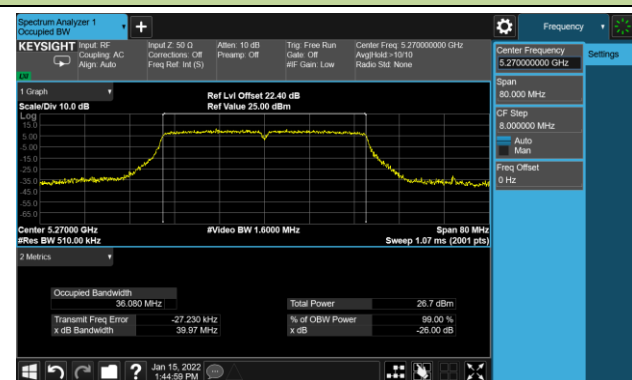 Spectrum Analyzer 1
Occupied BW
Frequency
KEYSIGHT
Input: RF
Coupling: AC
Align: Auto
Input Z: 50 Ω
Corrections: Off
Freq Ref: Int (S)
Atten: 10 dB
Preamp: Off
Trig: Free Run
Gate: Off
#IF Gain: Low
Center Freq: 5.270000000 GHz
Avg|Hold:>10/10
Radio Std: None
Center Frequency
5.270000000 GHz
Settings
Span
80.000 MHz
CF Step
8.000000 MHz
Auto
Man
Freq Offset
0 Hz
1 Graph
Scale/Div 10.0 dB
Ref Lvl Offset 22.40 dB
Ref Value 25.00 dBm
Log
15.0
5.00
-5.00
-15.0
-25.0
-35.0
-45.0
-55.0
-65.0
Center 5.27000 GHz
#Res BW 510.00 kHz
#Video BW 1.6000 MHz
Span 80 MHz
Sweep 1.07 ms (2001 pts)
2 Metrics
Occupied Bandwidth
36.080 MHz
Total Power 26.7 dBm
Transmit Freq Error -27.230 kHz
% of OBW Power 99.00 %
x dB Bandwidth 39.97 MHz
x dB -26.00 dB
Jan 15, 2022
1:44:59 PM